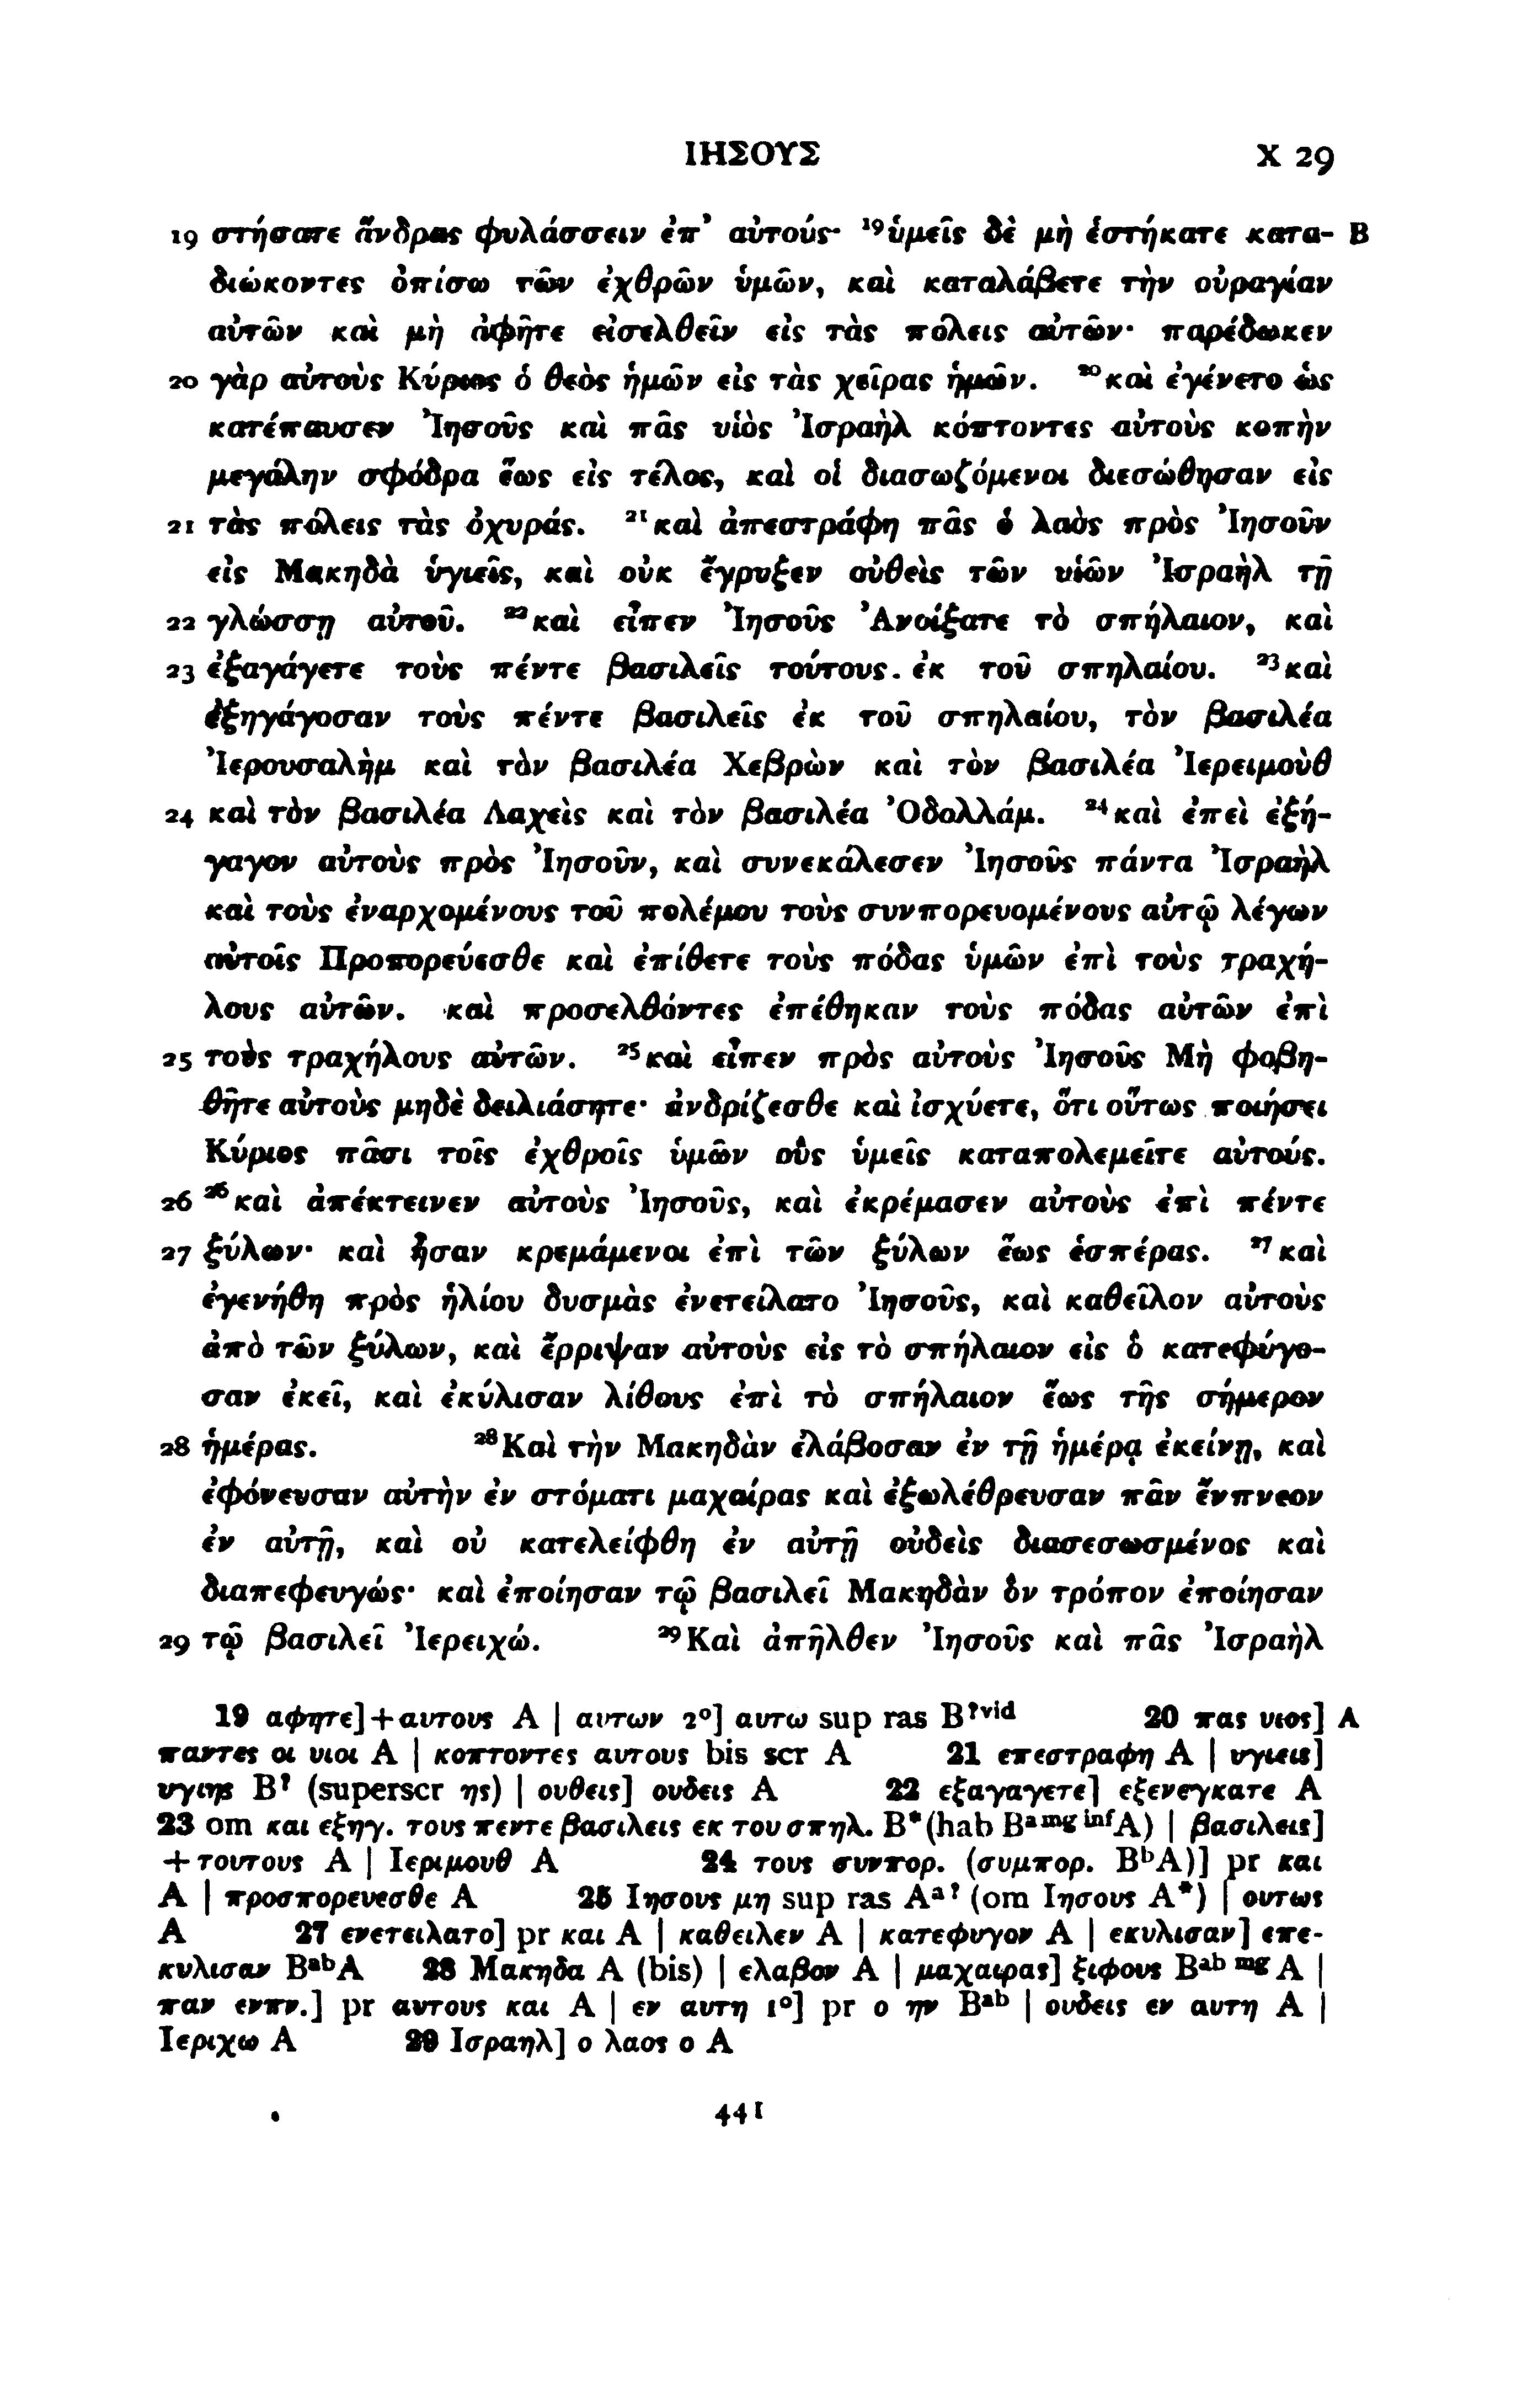 ΙΗΣΟΥΣ X 29
19 στήσατε ἄνδρας φυλάσσειν ἐπ᾽ αὐτούς· ¹⁹ὑμεῖς δὲ μὴ ἑστήκατε κατα- B
διώκοντες ὀπίσω τῶν ἐχθρῶν ὑμῶν, καὶ καταλάβετε τὴν οὐραγίαν
αὐτῶν καὶ μὴ ἀφῆτε εἰσελθεῖν εἰς τὰς πόλεις αὐτῶν· παρέδωκεν
20 γὰρ αὐτοὺς Κύριος ὁ θεὸς ἡμῶν εἰς τὰς χεῖρας ἡμῶν. ²⁰καὶ ἐγένετο ὡς
κατέπαυσεν Ἰησοῦς καὶ πᾶς υἱὸς Ἰσραὴλ κόπτοντες αὐτοὺς κοπὴν
μεγάλην σφόδρα ἕως εἰς τέλος, καὶ οἱ διασωζόμενοι διεσώθησαν εἰς
21 τὰς πόλεις τὰς ὀχυράς. ²¹καὶ ἀπεστράφη πᾶς ὁ λαὸς πρὸς Ἰησοῦν
εἰς Μακηδὰ ὑγιεῖς, καὶ οὐκ ἔγρυξεν οὐθεὶς τῶν υἱῶν Ἰσραὴλ τῇ
22 γλώσσῃ αὐτοῦ. ²²καὶ εἶπεν Ἰησοῦς Ἀνοίξατε τὸ σπήλαιον, καὶ
23 ἐξαγάγετε τοὺς πέντε βασιλεῖς τούτους ἐκ τοῦ σπηλαίου. ²³καὶ
ἐξηγάγοσαν τοὺς πέντε βασιλεῖς ἐκ τοῦ σπηλαίου, τὸν βασιλέα
Ἰερουσαλὴμ καὶ τὸν βασιλέα Χεβρὼν καὶ τὸν βασιλέα Ἰερειμοὺθ
24 καὶ τὸν βασιλέα Λαχεὶς καὶ τὸν βασιλέα Ὀδολλάμ. ²⁴καὶ ἐπεὶ ἐξή-
γαγον αὐτοὺς πρὸς Ἰησοῦν, καὶ συνεκάλεσεν Ἰησοῦς πάντα Ἰσραὴλ
καὶ τοὺς ἐναρχομένους τοῦ πολέμου τοὺς συνπορευομένους αὐτῷ λέγων
αὐτοῖς Προπορεύεσθε καὶ ἐπίθετε τοὺς πόδας ὑμῶν ἐπὶ τοὺς τραχή-
λους αὐτῶν. καὶ προσελθόντες ἐπέθηκαν τοὺς πόδας αὐτῶν ἐπὶ
25 τοὺς τραχήλους αὐτῶν. ²⁵καὶ εἶπεν πρὸς αὐτοὺς Ἰησοῦς Μὴ φοβη-
θῆτε αὐτοὺς μηδὲ δειλιάσητε· ἀνδρίζεσθε καὶ ἰσχύετε, ὅτι οὕτως ποιήσει
Κύριος πᾶσι τοῖς ἐχθροῖς ὑμῶν οὓς ὑμεῖς καταπολεμεῖτε αὐτούς.
26 ²⁶καὶ ἀπέκτεινεν αὐτοὺς Ἰησοῦς, καὶ ἐκρέμασεν αὐτοὺς ἐπὶ πέντε
27 ξύλων· καὶ ἦσαν κρεμάμενοι ἐπὶ τῶν ξύλων ἕως ἑσπέρας. ²⁷καὶ
ἐγενήθη πρὸς ἡλίου δυσμὰς ἐνετείλατο Ἰησοῦς, καὶ καθεῖλον αὐτοὺς
ἀπὸ τῶν ξύλων, καὶ ἔρριψαν αὐτοὺς εἰς τὸ σπήλαιον εἰς ὃ κατεφύγο-
σαν ἐκεῖ, καὶ ἐκύλισαν λίθους ἐπὶ τὸ σπήλαιον ἕως τῆς σήμερον
28 ἡμέρας. ²⁸Καὶ τὴν Μακηδὰν ἐλάβοσαν ἐν τῇ ἡμέρᾳ ἐκείνῃ, καὶ
ἐφόνευσαν αὐτὴν ἐν στόματι μαχαίρας καὶ ἐξωλέθρευσαν πᾶν ἔνπνεον
ἐν αὐτῇ, καὶ οὐ κατελείφθη ἐν αὐτῇ οὐδεὶς διασεσωσμένος καὶ
διαπεφευγώς· καὶ ἐποίησαν τῷ βασιλεῖ Μακηδὰν ὃν τρόπον ἐποίησαν
29 τῷ βασιλεῖ Ἰερειχώ. ²⁹Καὶ ἀπῆλθεν Ἰησοῦς καὶ πᾶς Ἰσραὴλ
19 αφητε]+αυτους A | αυτων 2°] αυτω sup ras B?vid 20 πας υιος] A
παντες οι υιοι A | κοπτοντες αυτους bis scr A 21 επεστραφη A | υγιεις]
υγιης B? (superscr ης) | ουθεις] ουδεις A 22 εξαγαγετε] εξενεγκατε A
23 om και εξηγ. τους πεντε βασιλεις εκ του σπηλ. B*(hab Ba mg inf A) | βασιλεις]
+τουτους A | Ιεριμουθ A 24 τους συνπορ. (συμπορ. BbA)] pr και
A | προσπορευεσθε A 25 Ιησους μη sup ras Aa? (om Ιησους A*) | ουτως
A 27 ενετειλατο] pr και A | καθειλεν A | κατεφυγον A | εκυλισαν] επε-
κυλισαν BabA 28 Μακηδα A (bis) | ελαβον A | μαχαιρας] ξιφους Bab mg A |
παν ενπν.] pr αυτους και A | εν αυτη 1°] pr ο ην Bab | ουδεις εν αυτη A |
Ιεριχω A 29 Ισραηλ] ο λαος ο A
441